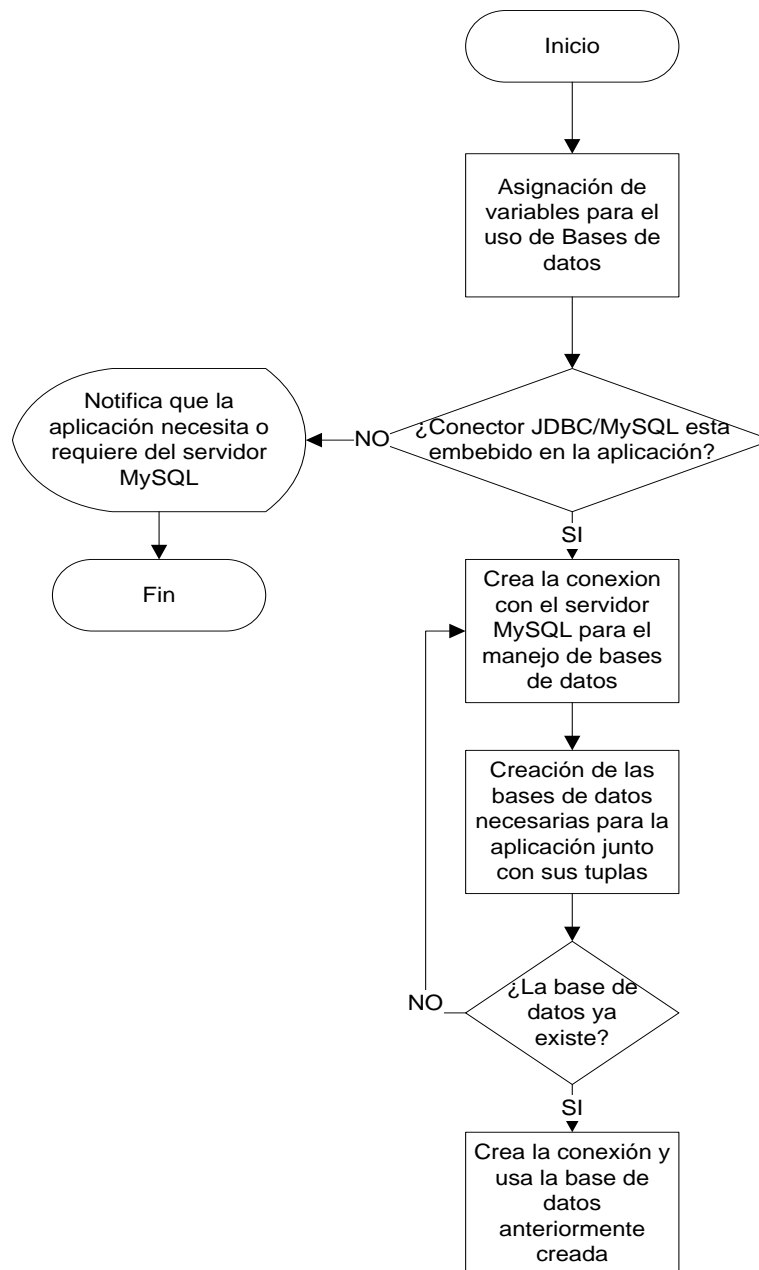 Inicio
Asignación de
variables para el
uso de Bases de
datos
¿Conector JDBC/MySQL esta
embebido en la aplicación?
NO
Notifica que la
aplicación necesita o
requiere del servidor
MySQL
Fin
SI
Crea la conexion
con el servidor
MySQL para el
manejo de bases
de datos
Creación de las
bases de datos
necesarias para la
aplicación junto
con sus tuplas
¿La base de
datos ya
existe?
NO
SI
Crea la conexión y
usa la base de
datos
anteriormente
creada